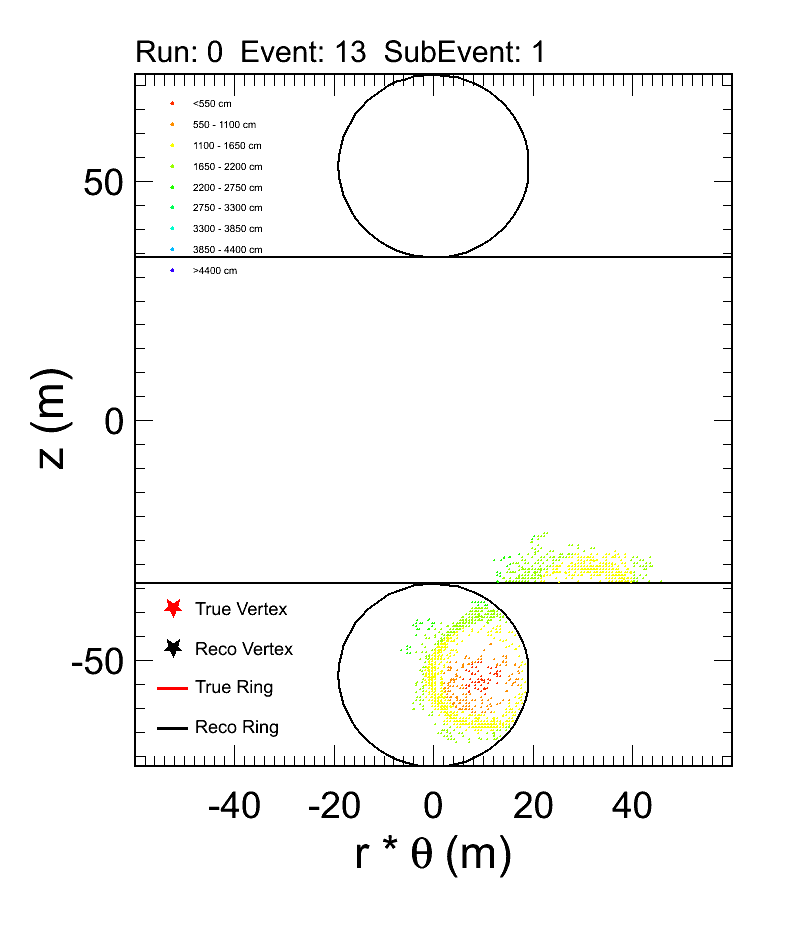 Run: 0  Event: 13  SubEvent: 1
<550 cm
550 - 1100 cm
1100 - 1650 cm
1650 - 2200 cm
2200 - 2750 cm
2750 - 3300 cm
3300 - 3850 cm
3850 - 4400 cm
>4400 cm
50
0
-50
z (m)
True Vertex
Reco Vertex
True Ring
Reco Ring
-40 -20 0 20 40
r * θ (m)